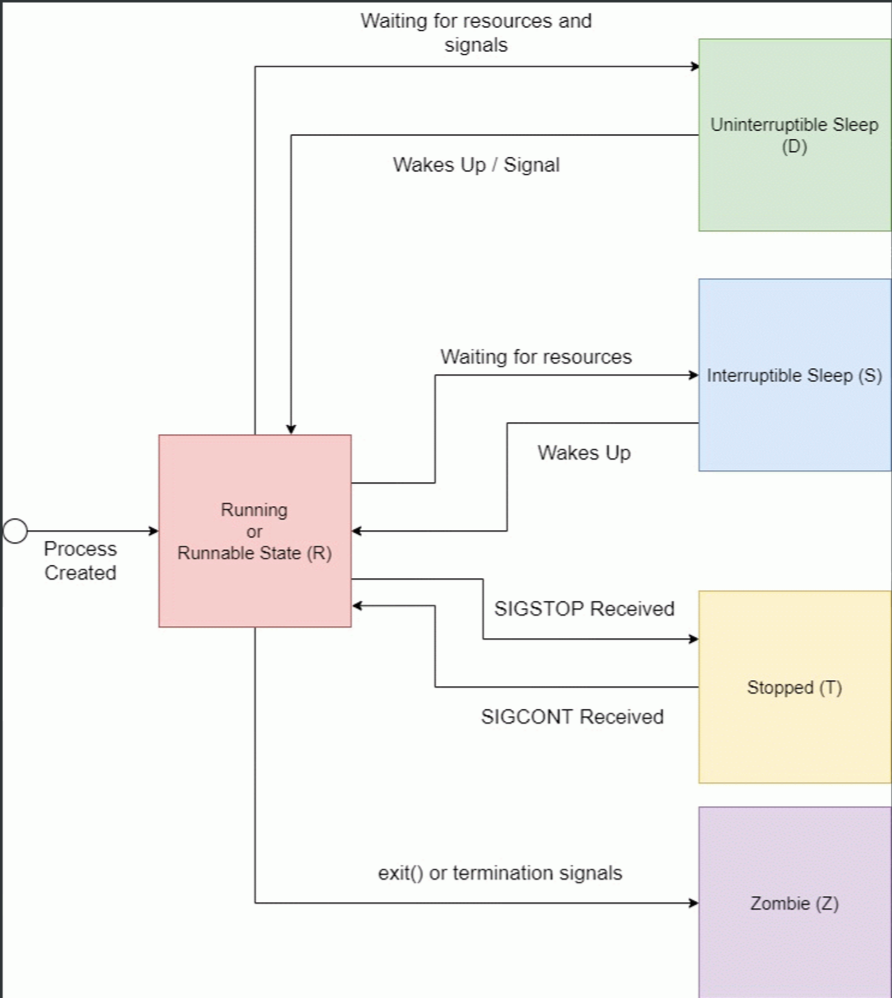 Waiting for resources and
signals
Uninterruptible Sleep
(D)
Wakes Up / Signal
Waiting for resources
Interruptible Sleep (S)
Wakes Up
Running
or
Runnable State (R)
Process
Created
SIGSTOP Received
Stopped (T)
SIGCONT Received
exit() or termination signals
Zombie (Z)